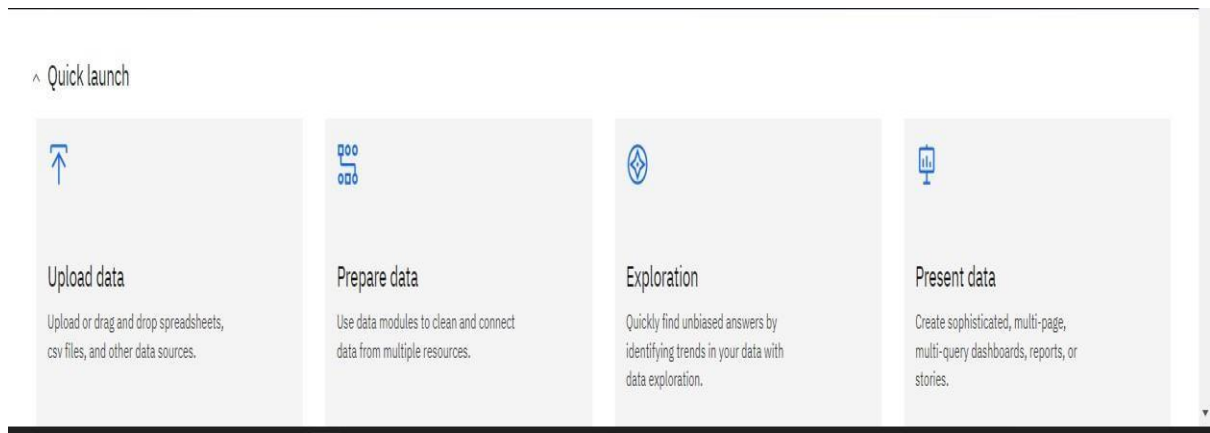 Quick launch
Upload data
Upload or drag and drop spreadsheets,
csv files, and other data sources.
Prepare data
Use data modules to clean and connect
data from multiple resources.
Exploration
Quickly find unbiased answers by
identifying trends in your data with
data exploration.
Present data
Create sophisticated, multi-page,
multi-query dashboards, reports, or
stories.